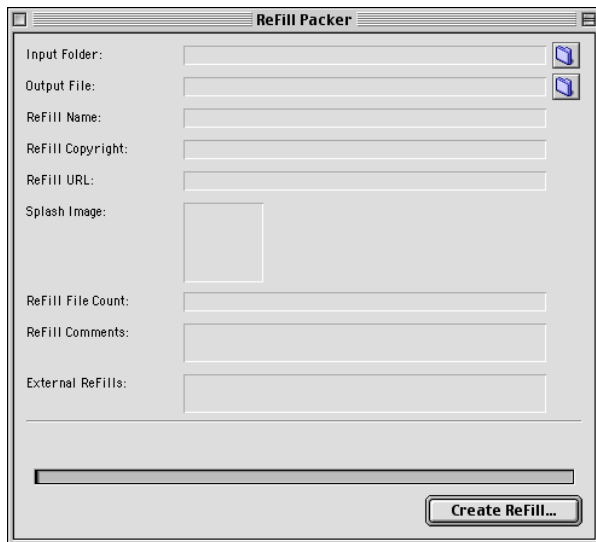 ReFill Packer
Input Folder:
Output File:
ReFill Name:
ReFill Copyright:
ReFill URL:
Splash Image:
ReFill File Count:
ReFill Comments:
External ReFills:
Create ReFill...